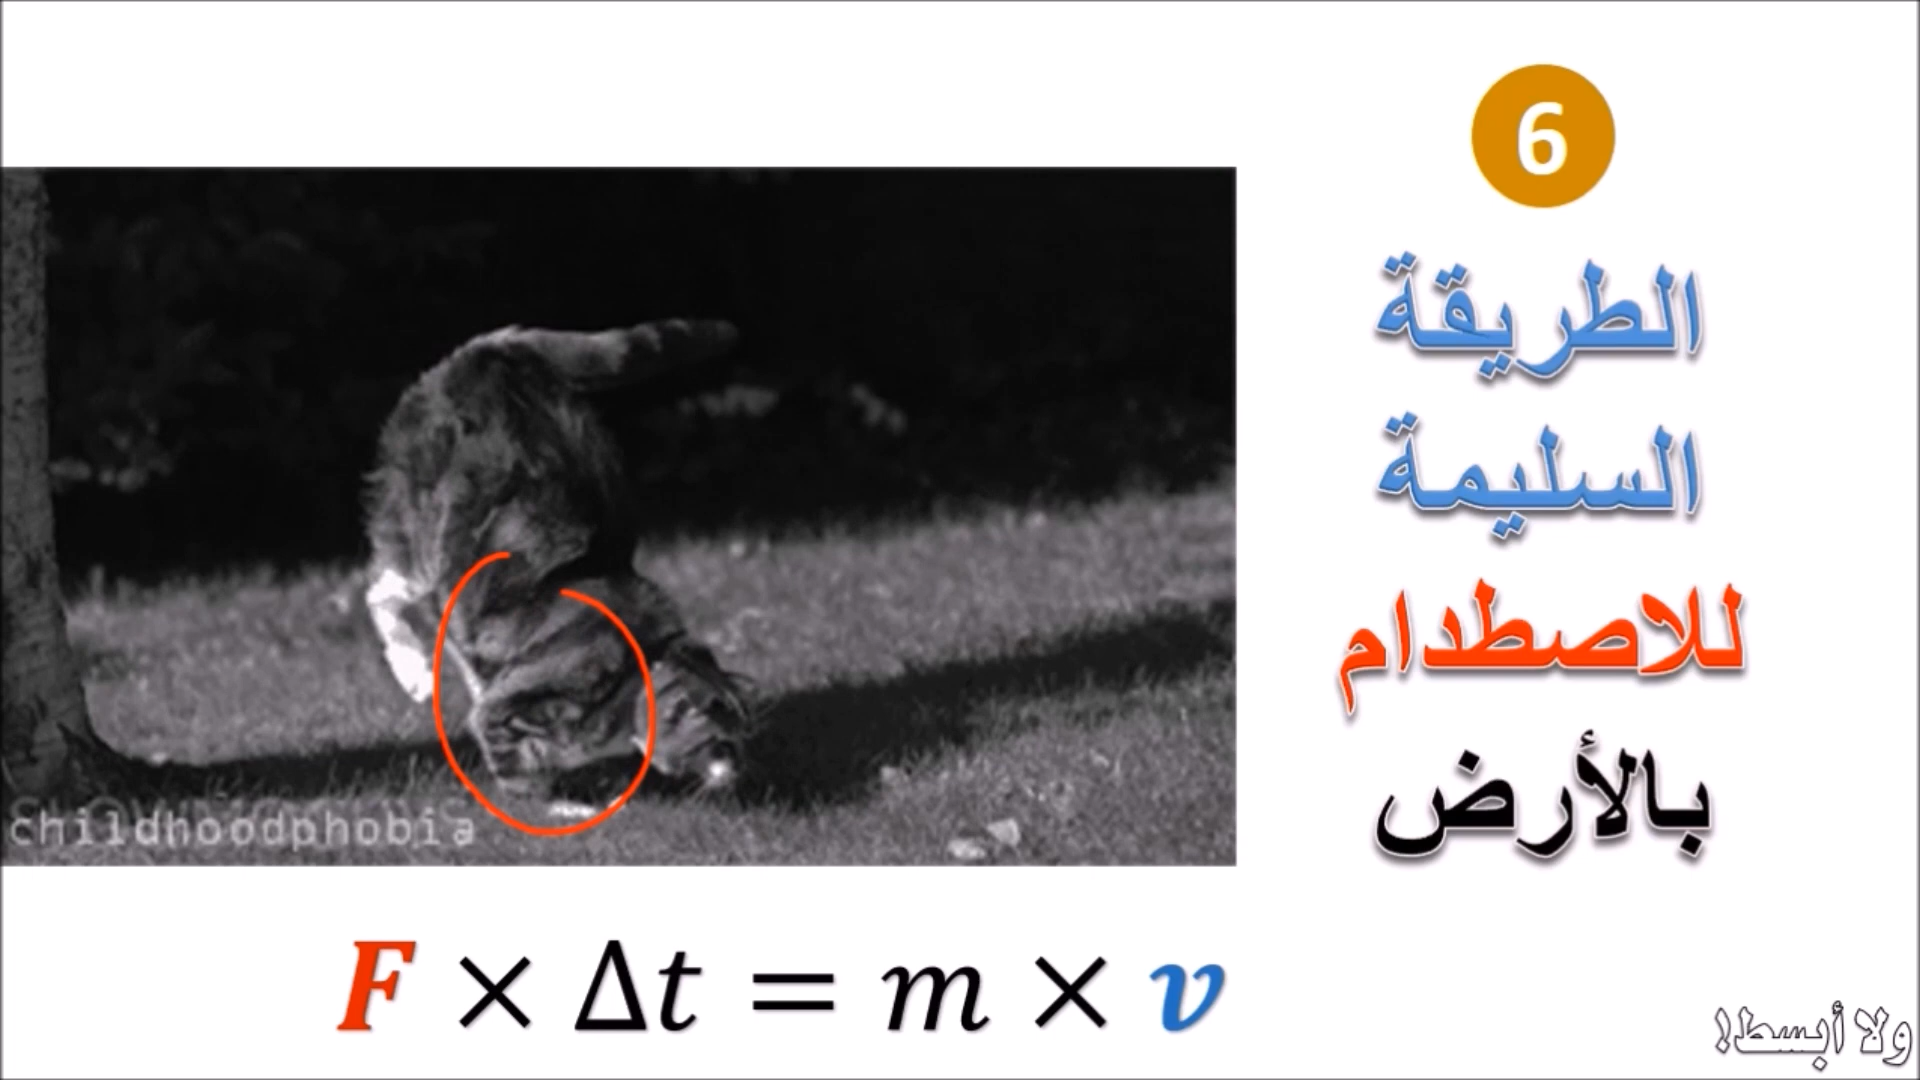 6
الطريقة
السليمة
للاصطدام
بالأرض
childhoodphobia
F × Δt = m × v
ولا أبسط!